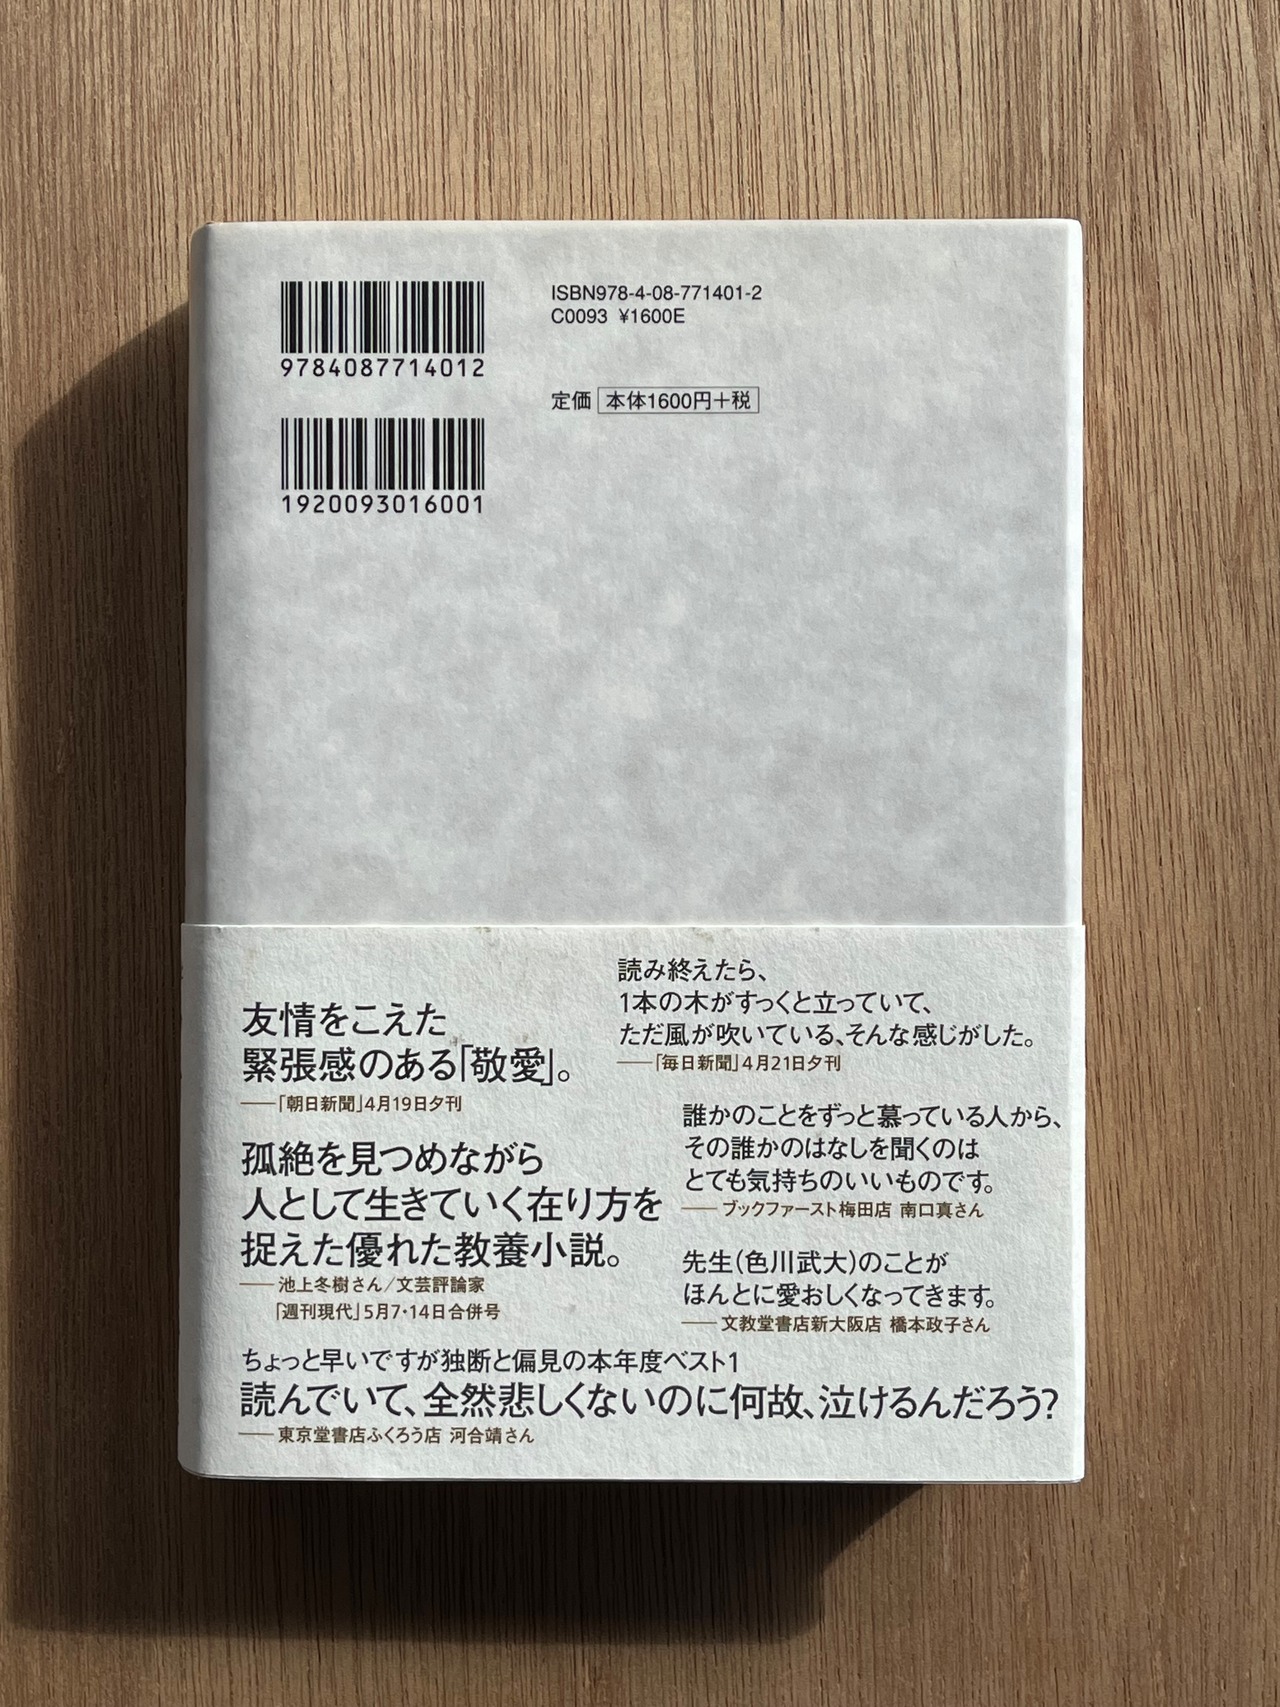 9784087714012
1920093016001
ISBN978-4-08-771401-2
C0093 ¥1600E
定価 本体1600円+税
友情をこえた
緊張感のある「敬愛」。
──「朝日新聞」4月19日夕刊
孤絶を見つめながら
人として生きていく在り方を
捉えた優れた教養小説。
──池上冬樹さん/文芸評論家
「週刊現代」5月7・14日合併号
読み終えたら、
1本の木がすっくと立っていて、
ただ風が吹いている、そんな感じがした。
──「毎日新聞」4月21日夕刊
誰かのことをずっと慕っている人から、
その誰かのはなしを聞くのは
とても気持ちのいいものです。
──ブックファースト梅田店 南口真さん
先生(色川武大)のことが
ほんとに愛おしくなってきます。
──文教堂書店新大阪店 橋本政子さん
ちょっと早いですが独断と偏見の本年度ベスト1
読んでいて、全然悲しくないのに何故、泣けるんだろう?
──東京堂書店ふくろう店 河合靖さん